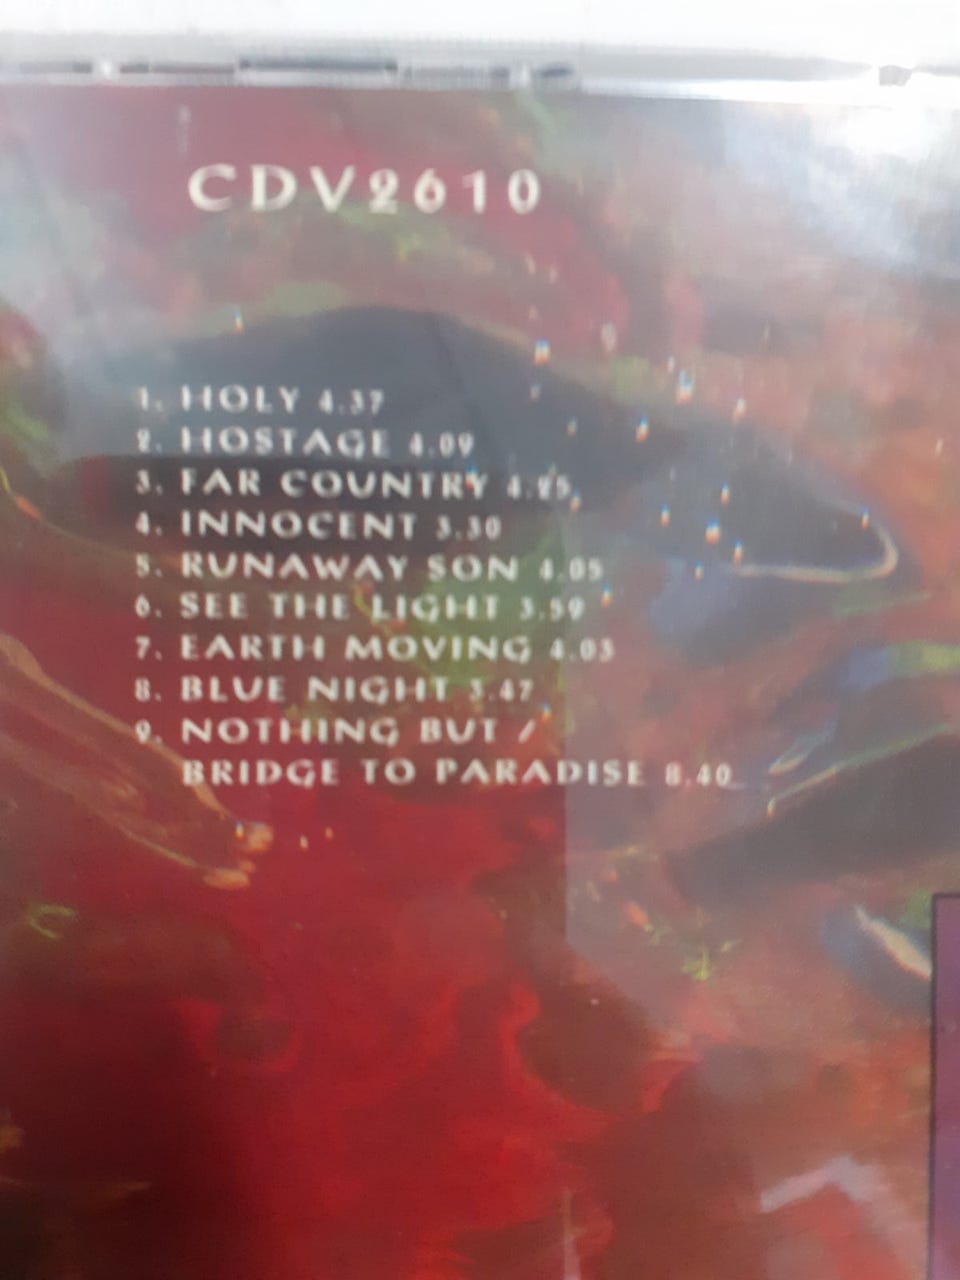 CDV2610
1. HOLY 4.37
2. HOSTAGE 4.09
3. FAR COUNTRY 4.25
4. INNOCENT 3.30
5. RUNAWAY SON 4.05
6. SEE THE LIGHT 3.59
7. EARTH MOVING 4.03
8. BLUE NIGHT 3.47
9. NOTHING BUT /
BRIDGE TO PARADISE 8.40